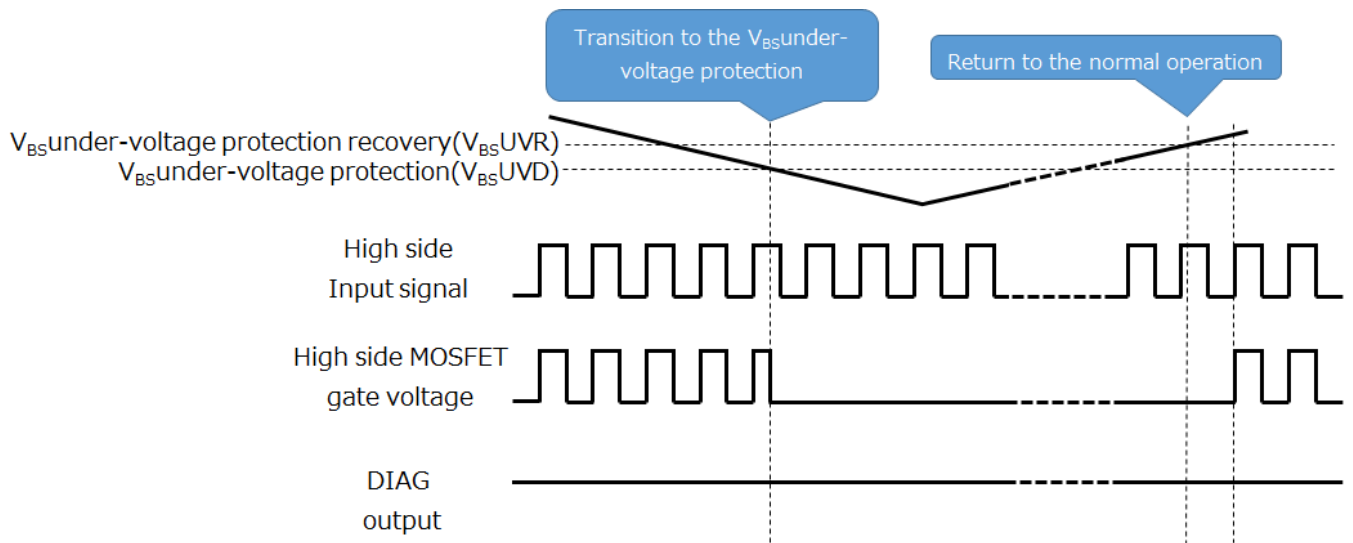 Transition to the VBSunder-
voltage protection
Return to the normal operation
VBSunder-voltage protection recovery(VBSUVR)
VBSunder-voltage protection(VBSUVD)
High side
Input signal
High side MOSFET
gate voltage
DIAG
output